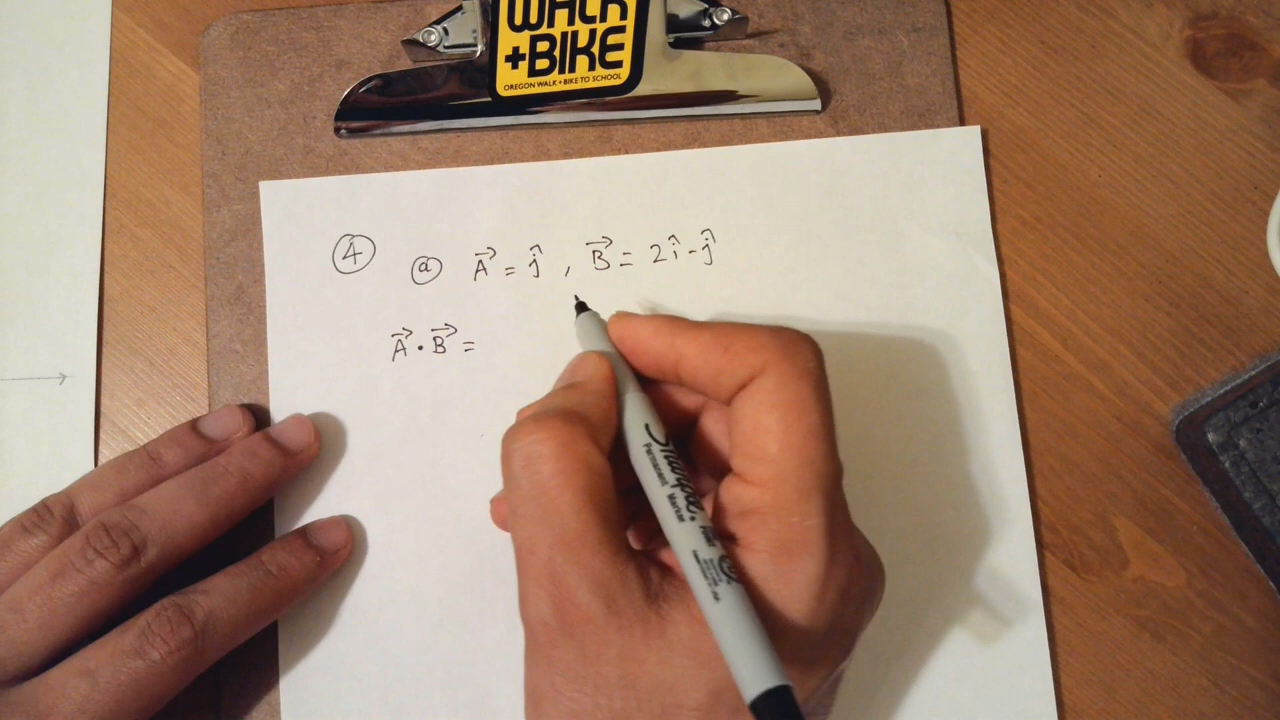 WALK
+BIKE
OREGON WALK + BIKE TO SCHOOL
④ ⓐ A⃗ = ĵ , B⃗ = 2î - ĵ
A⃗ · B⃗ =
Sharpie.
Permanent Marker